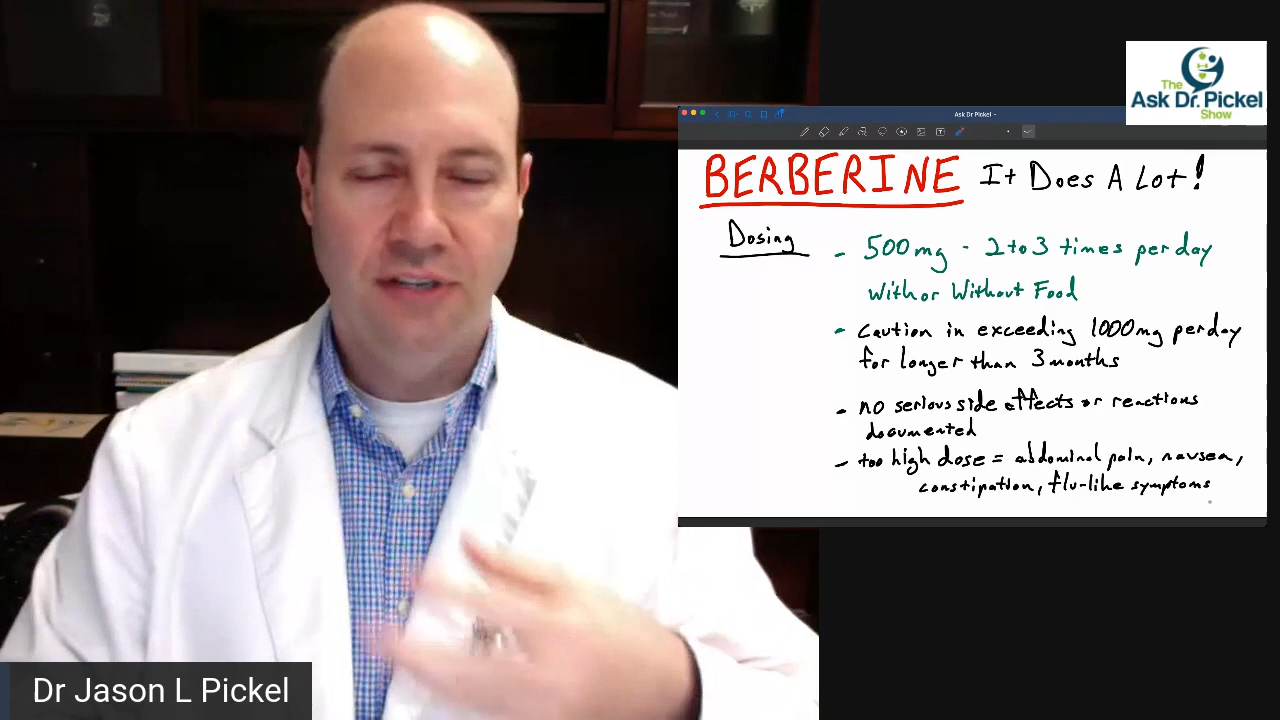 The
Ask Dr. Pickel
Show
Ask Dr Pickel
BERBERINE It Does A Lot!
Dosing
- 500mg - 2 to 3 times per day
With or Without Food
- caution in exceeding 1000mg per day
for longer than 3 months
- no serious side effects or reactions
documented
- too high dose = abdominal pain, nausea,
constipation, flu-like symptoms
Dr Jason L Pickel